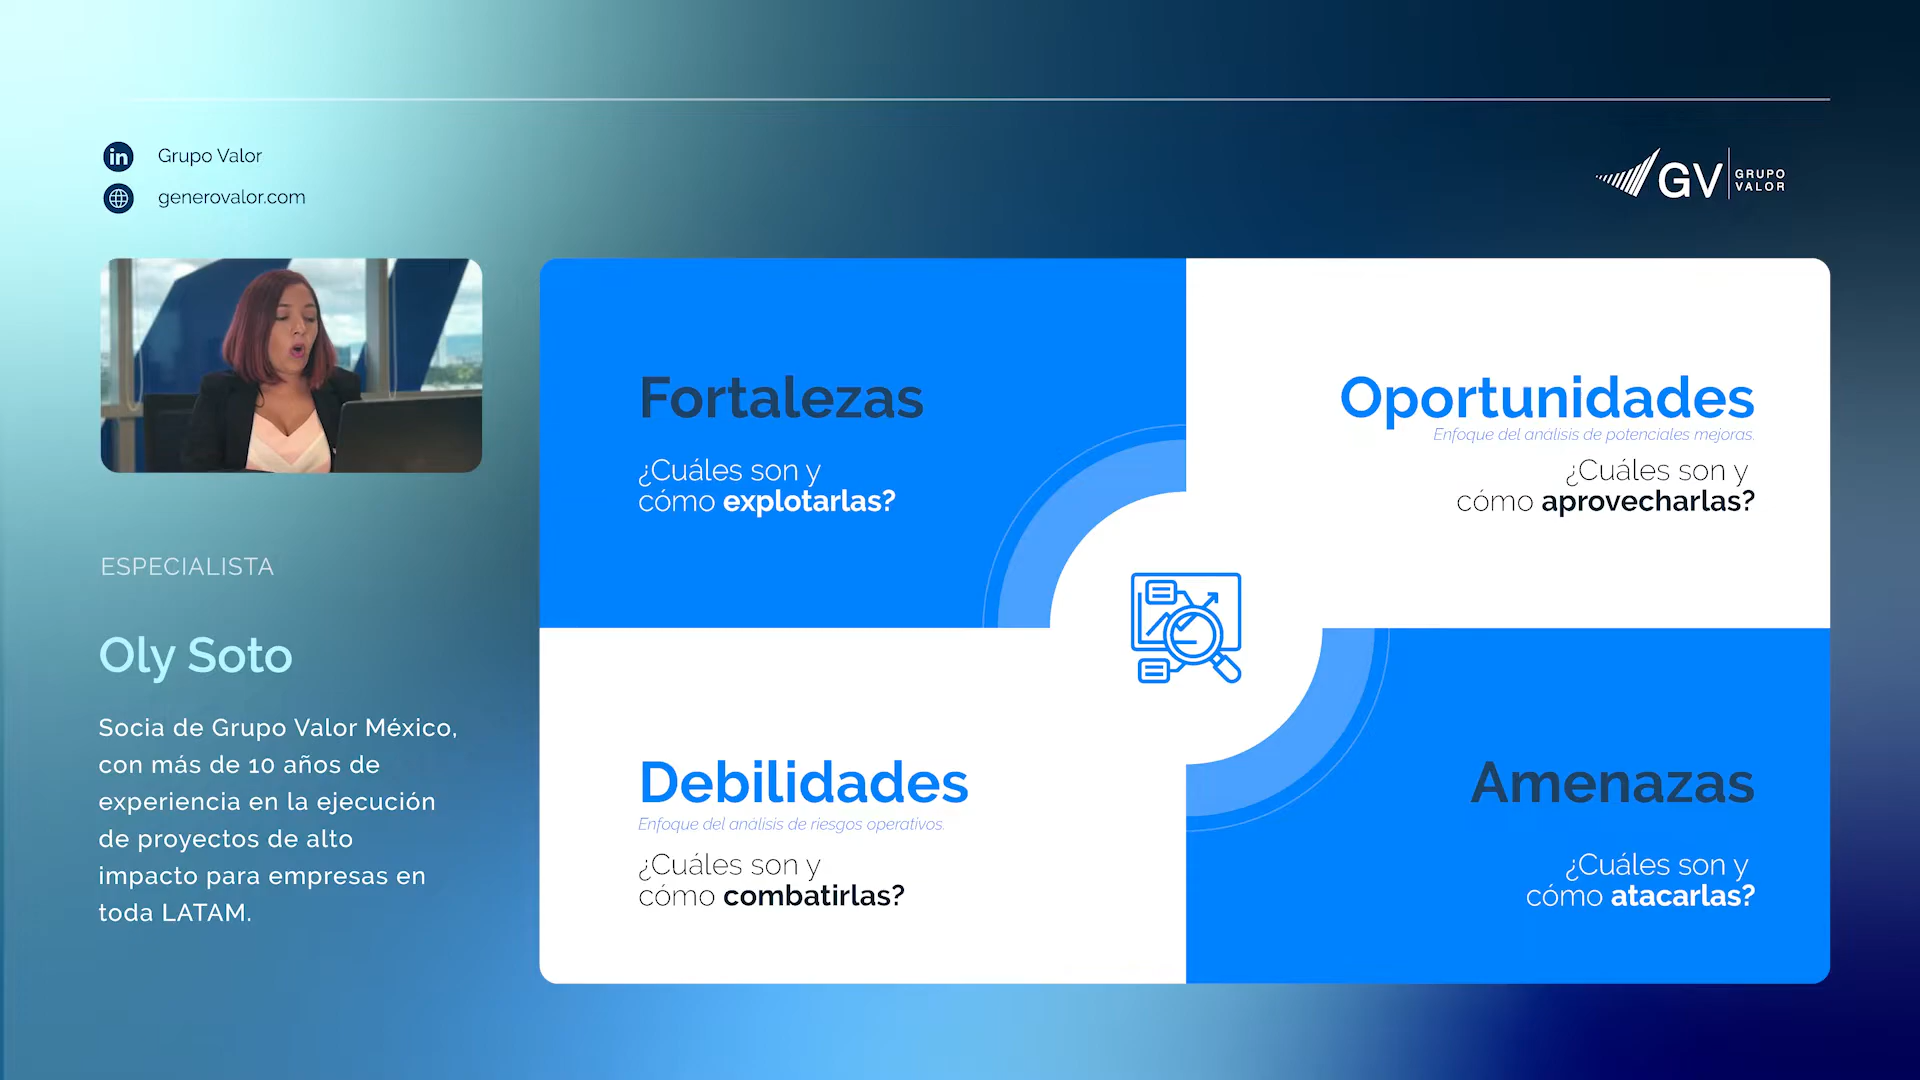 Grupo Valor
generovalor.com
GV GRUPO
VALOR
ESPECIALISTA
Oly Soto
Socia de Grupo Valor México,
con más de 10 años de
experiencia en la ejecución
de proyectos de alto
impacto para empresas en
toda LATAM.
Fortalezas
¿Cuáles son y
cómo explotarlas?
Oportunidades
Enfoque del análisis de potenciales mejoras.
¿Cuáles son y
cómo aprovecharlas?
Debilidades
Enfoque del análisis de riesgos operativos.
¿Cuáles son y
cómo combatirlas?
Amenazas
¿Cuáles son y
cómo atacarlas?